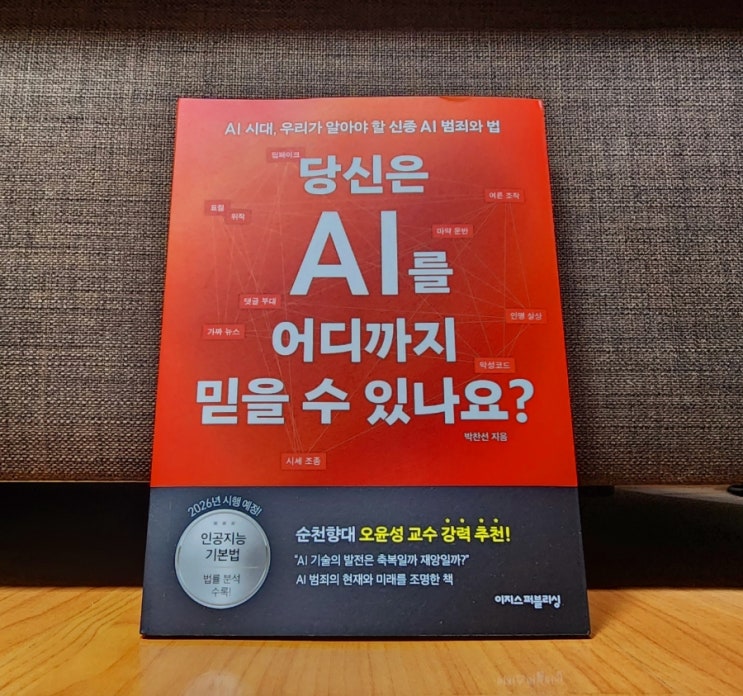 AI 시대, 우리가 알아야 할 신종 AI 범죄와 법
딥페이크
당신은
여론 조작
표절
위작
AI를
마약 운반
댓글 부대
인명 살상
가짜 뉴스
어디까지
악성코드
믿을 수 있나요?
박찬선 지음
시세 조종
2026년 시행 예정!
인공지능
기본법
법률 분석
수록!
순천향대 오윤성 교수 강력 추천!
"AI 기술의 발전은 축복일까 재앙일까?"
AI 범죄의 현재와 미래를 조명한 책
이지스퍼블리싱